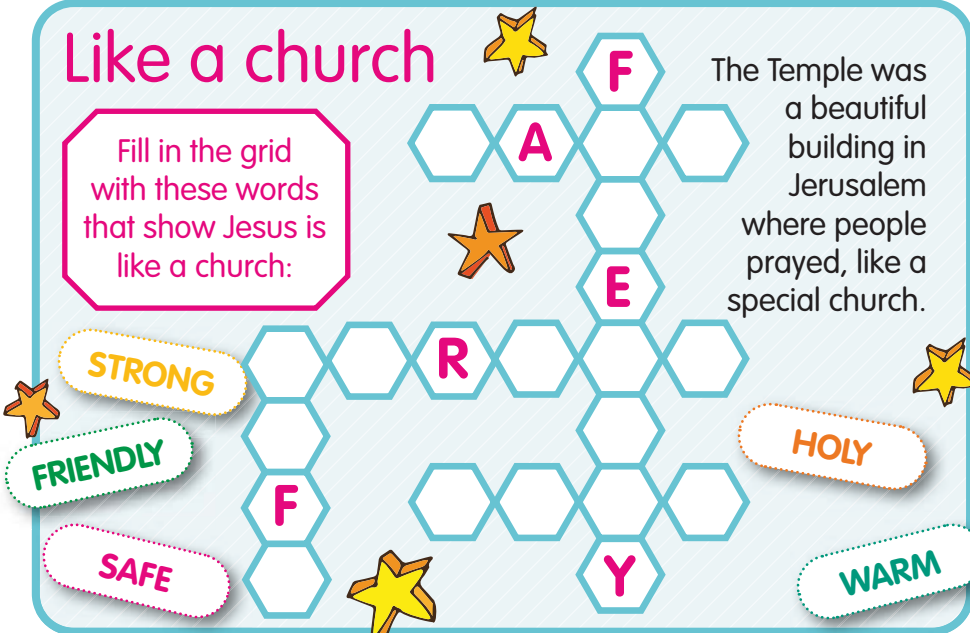 Like a church
Fill in the grid
with these words
that show Jesus is
like a church:
The Temple was
a beautiful
building in
Jerusalem
where people
prayed, like a
special church.
F
A
E
R
F
Y
STRONG
FRIENDLY
SAFE
HOLY
WARM